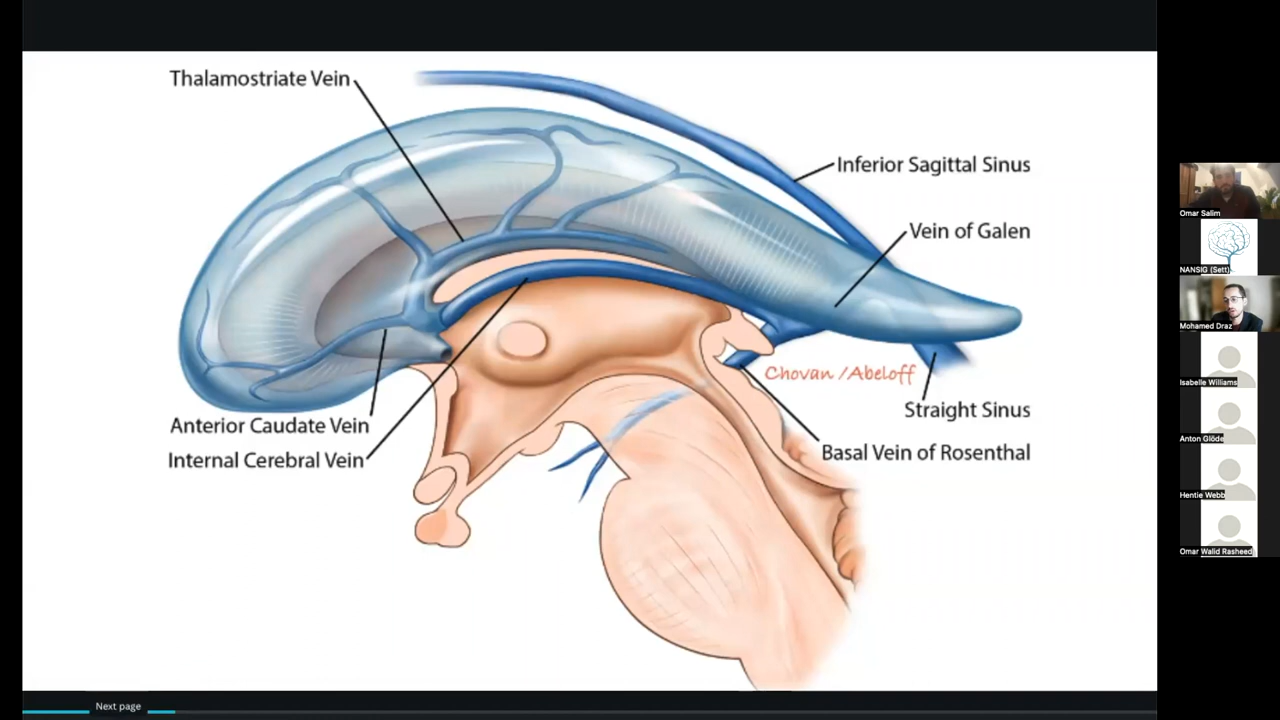 Thalamostriate Vein
Inferior Sagittal Sinus
Vein of Galen
Chovan / Abeloff
Straight Sinus
Anterior Caudate Vein
Basal Vein of Rosenthal
Internal Cerebral Vein
Omar Salim
NANSIG (Sett)
Mohamed Draz
Isabelle Williams
Anton Glöde
Hentie Webb
Omar Walid Rasheed
Next page